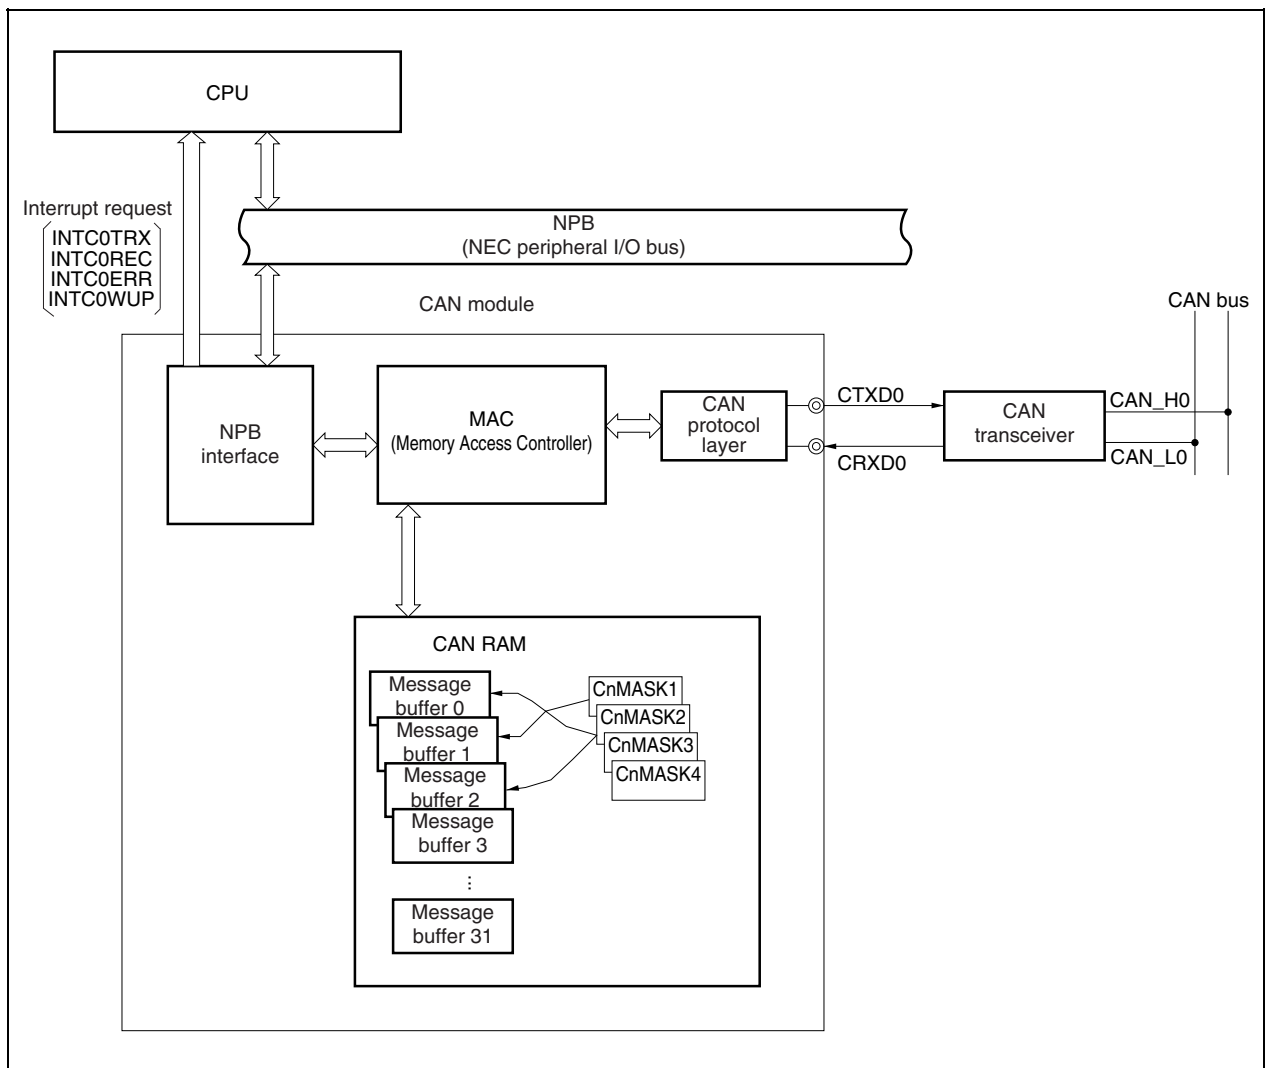 CPU
Interrupt request
INTC0TRX
INTC0REC
INTC0ERR
INTC0WUP
NPB
(NEC peripheral I/O bus)
CAN module
CAN bus
NPB
interface
MAC
(Memory Access Controller)
CAN
protocol
layer
CTXD0
CRXD0
CAN
transceiver
CAN_H0
CAN_L0
CAN RAM
Message
buffer 0
Message
buffer 1
Message
buffer 2
Message
buffer 3
...
Message
buffer 31
CnMASK1
CnMASK2
CnMASK3
CnMASK4